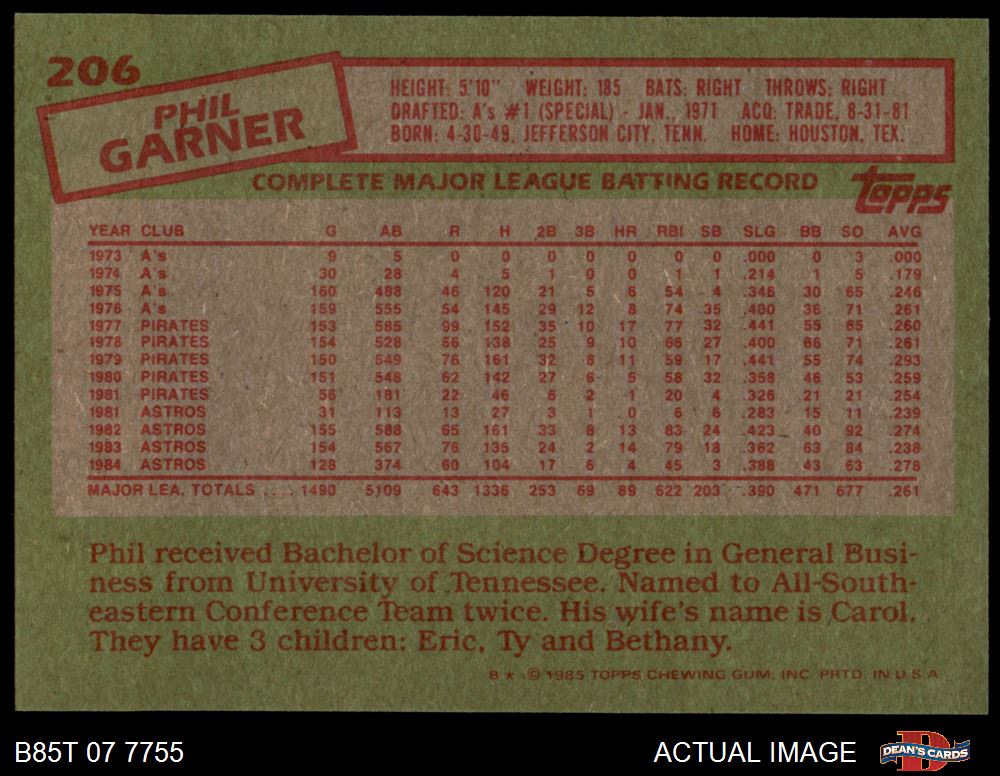 206
PHIL
GARNER
HEIGHT: 5'10" WEIGHT: 185 BATS: RIGHT THROWS: RIGHT
DRAFTED: A's #1 (SPECIAL) - JAN., 1971 ACQ: TRADE, 8-31-81
BORN: 4-30-49, JEFFERSON CITY, TENN. HOME: HOUSTON, TEX.
COMPLETE MAJOR LEAGUE BATTING RECORD
topps
YEAR CLUB G AB R H 2B 3B HR RBI SB SLG BB SO AVG
1973 A's 9 5 0 0 0 0 0 0 0 .000 0 3 .000
1974 A's 30 28 4 5 1 0 0 1 1 .214 1 5 .179
1975 A's 160 488 46 120 21 5 6 54 4 .346 30 65 .246
1976 A's 159 555 54 145 29 12 8 74 35 .400 36 71 .261
1977 PIRATES 153 585 99 152 35 10 17 77 32 .441 55 65 .260
1978 PIRATES 154 528 66 138 25 9 10 66 27 .400 66 71 .261
1979 PIRATES 150 549 76 161 32 8 11 59 17 .441 55 74 .293
1980 PIRATES 151 548 62 142 27 6 5 58 32 .358 46 53 .259
1981 PIRATES 56 181 22 46 6 2 1 20 4 .326 21 21 .254
1981 ASTROS 31 113 13 27 3 1 0 6 6 .283 15 11 .239
1982 ASTROS 155 588 65 161 33 8 13 83 24 .423 40 92 .274
1983 ASTROS 154 567 76 135 24 2 14 79 18 .362 63 84 .238
1984 ASTROS 128 374 60 104 17 6 4 45 3 .388 43 63 .278
MAJOR LEA. TOTALS .... 1490 5109 643 1336 253 69 89 622 203 .390 471 677 .261
Phil received Bachelor of Science Degree in General Busi-
ness from University of Tennessee. Named to All-South-
eastern Conference Team twice. His wife's name is Carol.
They have 3 children: Eric, Ty and Bethany.
B ★ © 1985 TOPPS CHEWING GUM, INC. PRTD. IN U.S.A.
B85T 07 7755
ACTUAL IMAGE
DEAN'S CARDS